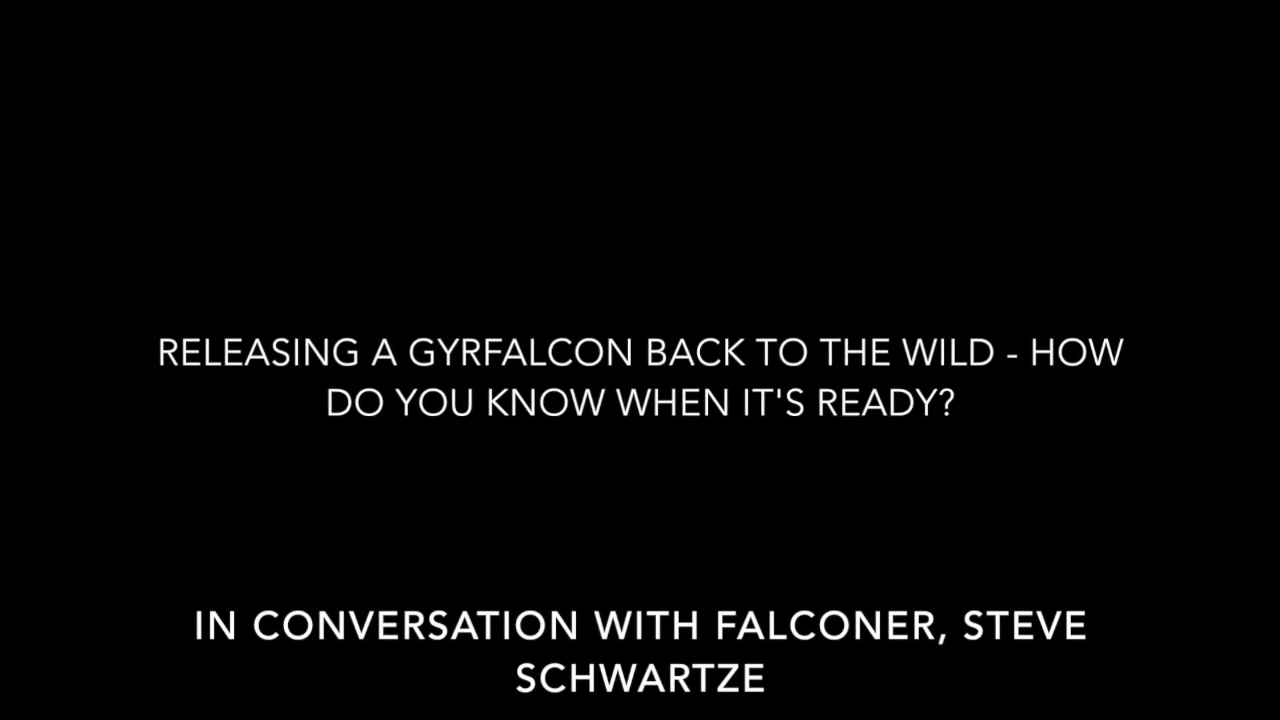 RELEASING A GYRFALCON BACK TO THE WILD - HOW
DO YOU KNOW WHEN IT'S READY?
IN CONVERSATION WITH FALCONER, STEVE
SCHWARTZE